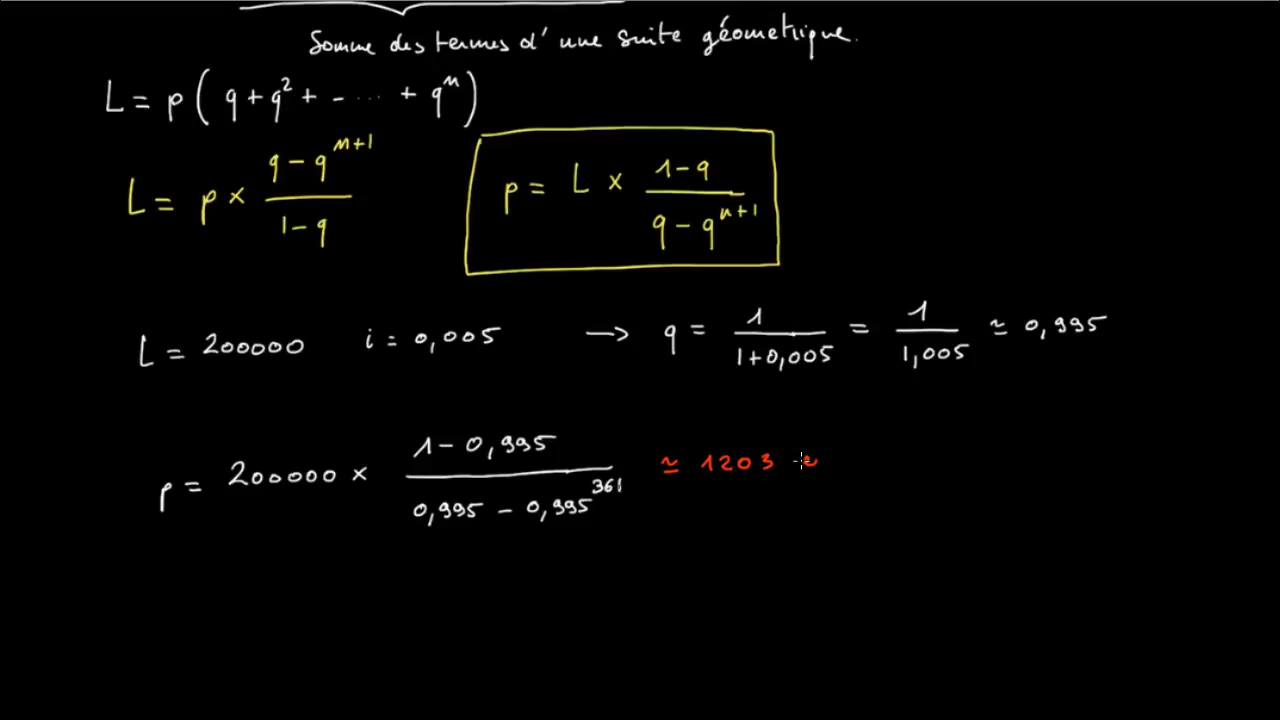 Somme des termes d'une suite géometrique.
L = p ( q + q² + - ... + qⁿ )
L = p × (q - qⁿ⁺¹) / (1 - q)
p = L × (1 - q) / (q - qⁿ⁺¹)
L = 200000 i = 0,005 → q = 1 / (1 + 0,005) = 1 / 1,005 ≃ 0,995
p = 200000 × (1 - 0,995) / (0,995 - 0,995³⁶¹) ≃ 1203